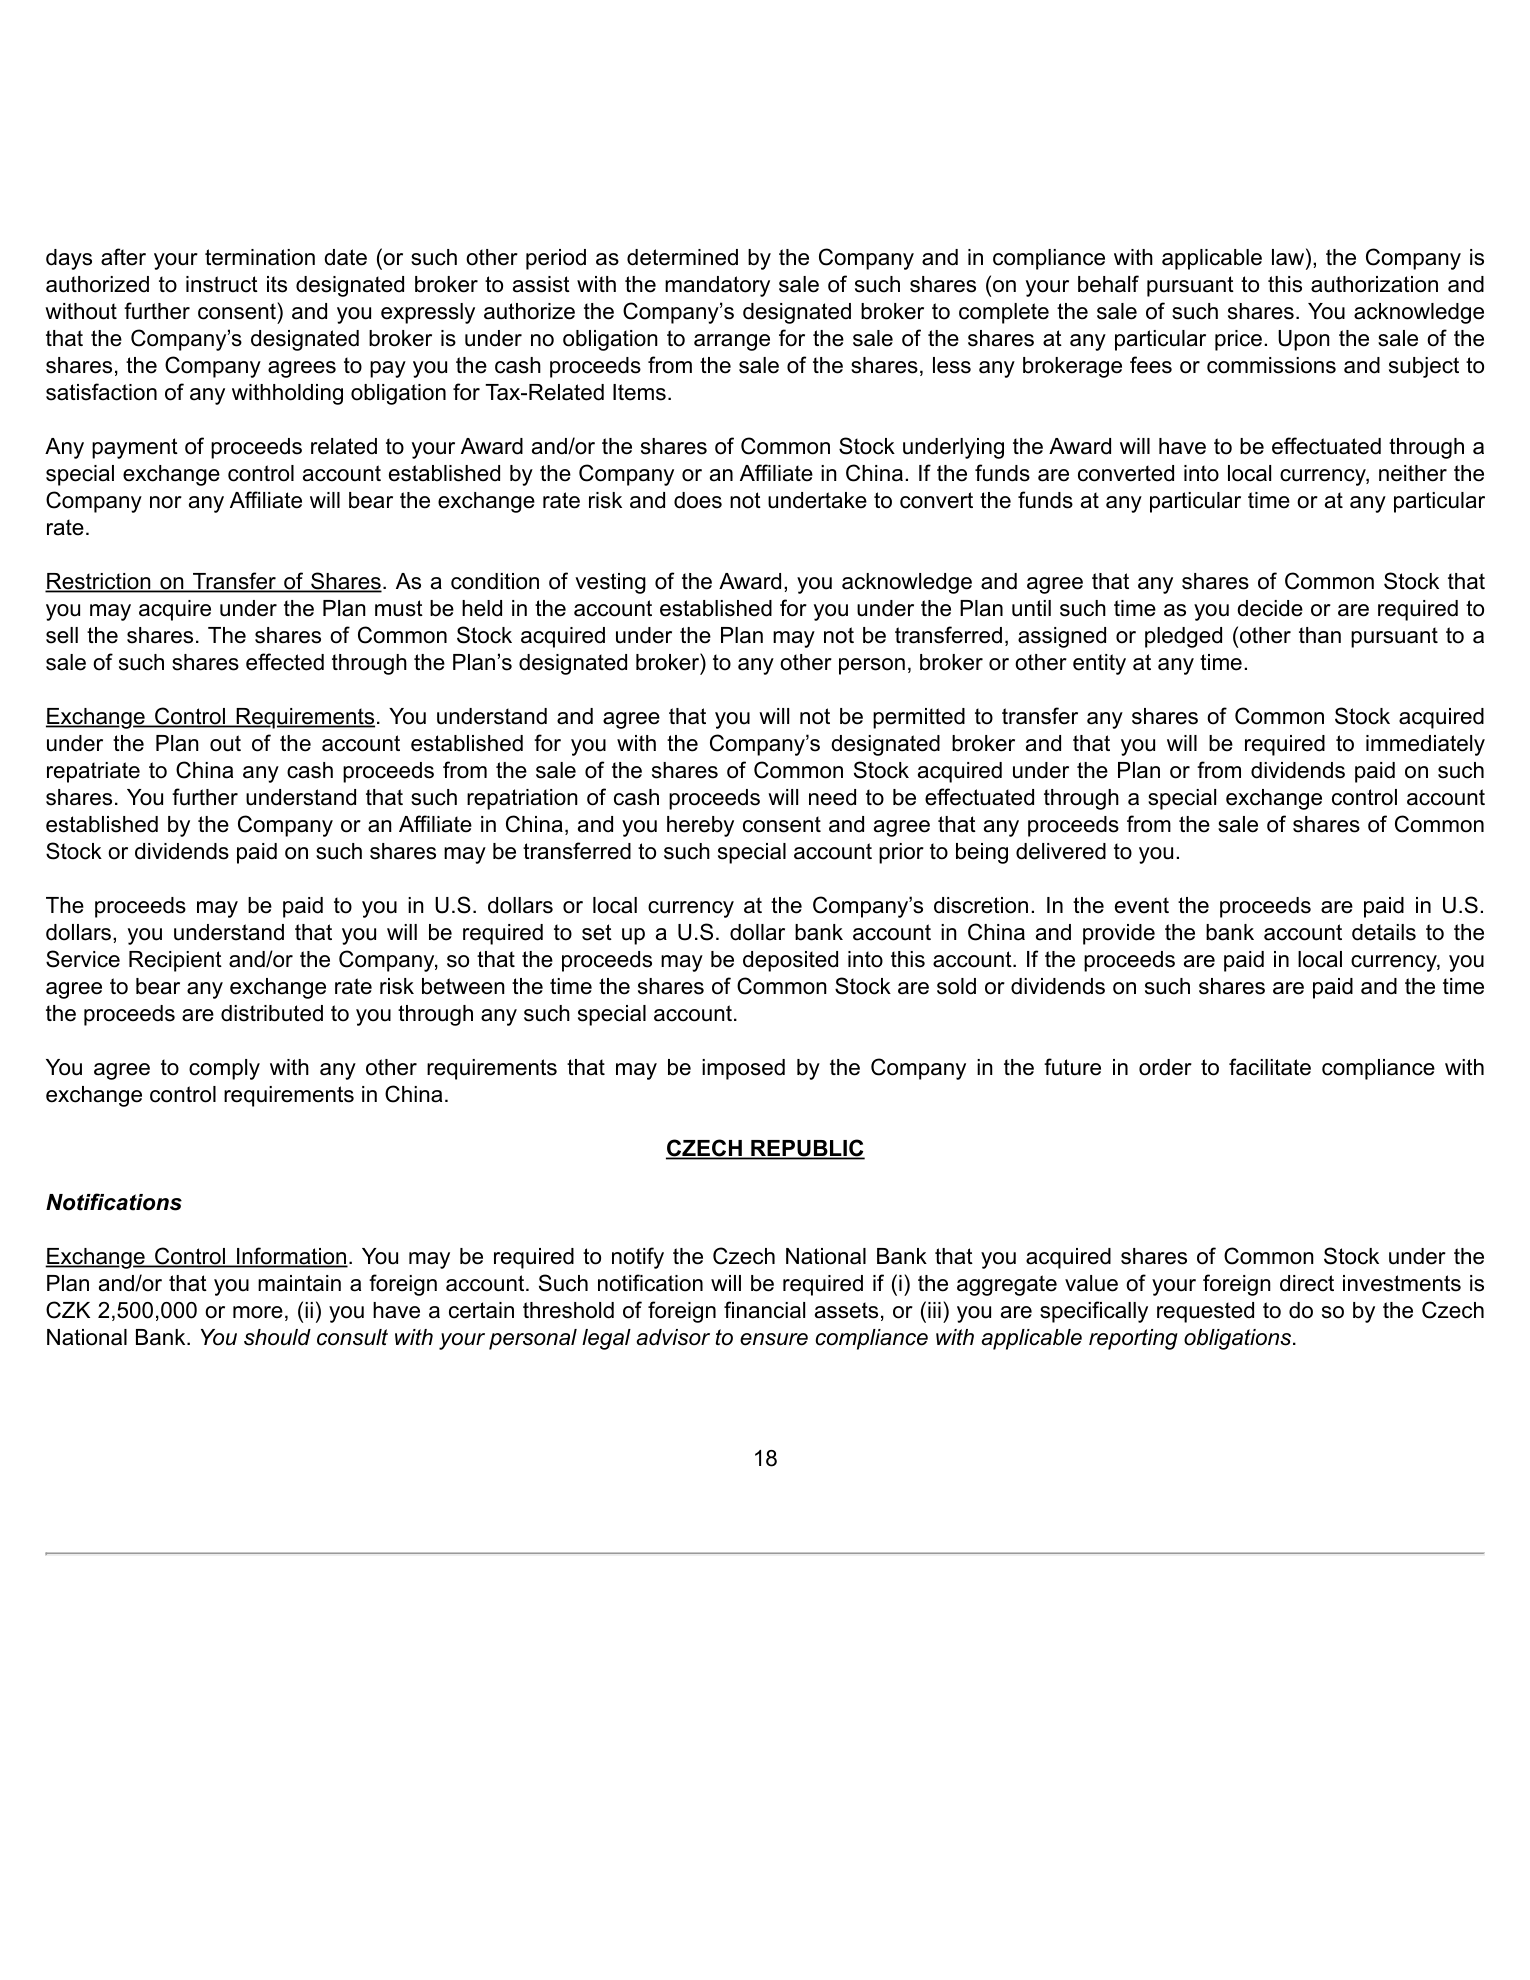 days after your termination date (or such other period as determined by the Company and in compliance with applicable law), the Company is
authorized to instruct its designated broker to assist with the mandatory sale of such shares (on your behalf pursuant to this authorization and
without further consent) and you expressly authorize the Company’s designated broker to complete the sale of such shares. You acknowledge
that the Company’s designated broker is under no obligation to arrange for the sale of the shares at any particular price. Upon the sale of the
shares, the Company agrees to pay you the cash proceeds from the sale of the shares, less any brokerage fees or commissions and subject to
satisfaction of any withholding obligation for Tax-Related Items.
Any payment of proceeds related to your Award and/or the shares of Common Stock underlying the Award will have to be effectuated through a
special exchange control account established by the Company or an Affiliate in China. If the funds are converted into local currency, neither the
Company nor any Affiliate will bear the exchange rate risk and does not undertake to convert the funds at any particular time or at any particular
rate.
Restriction on Transfer of Shares. As a condition of vesting of the Award, you acknowledge and agree that any shares of Common Stock that
you may acquire under the Plan must be held in the account established for you under the Plan until such time as you decide or are required to
sell the shares. The shares of Common Stock acquired under the Plan may not be transferred, assigned or pledged (other than pursuant to a
sale of such shares effected through the Plan’s designated broker) to any other person, broker or other entity at any time.
Exchange Control Requirements. You understand and agree that you will not be permitted to transfer any shares of Common Stock acquired
under the Plan out of the account established for you with the Company’s designated broker and that you will be required to immediately
repatriate to China any cash proceeds from the sale of the shares of Common Stock acquired under the Plan or from dividends paid on such
shares. You further understand that such repatriation of cash proceeds will need to be effectuated through a special exchange control account
established by the Company or an Affiliate in China, and you hereby consent and agree that any proceeds from the sale of shares of Common
Stock or dividends paid on such shares may be transferred to such special account prior to being delivered to you.
The proceeds may be paid to you in U.S. dollars or local currency at the Company’s discretion. In the event the proceeds are paid in U.S.
dollars, you understand that you will be required to set up a U.S. dollar bank account in China and provide the bank account details to the
Service Recipient and/or the Company, so that the proceeds may be deposited into this account. If the proceeds are paid in local currency, you
agree to bear any exchange rate risk between the time the shares of Common Stock are sold or dividends on such shares are paid and the time
the proceeds are distributed to you through any such special account.
You agree to comply with any other requirements that may be imposed by the Company in the future in order to facilitate compliance with
exchange control requirements in China.
CZECH REPUBLIC
Notifications
Exchange Control Information. You may be required to notify the Czech National Bank that you acquired shares of Common Stock under the
Plan and/or that you maintain a foreign account. Such notification will be required if (i) the aggregate value of your foreign direct investments is
CZK 2,500,000 or more, (ii) you have a certain threshold of foreign financial assets, or (iii) you are specifically requested to do so by the Czech
National Bank. You should consult with your personal legal advisor to ensure compliance with applicable reporting obligations.
18